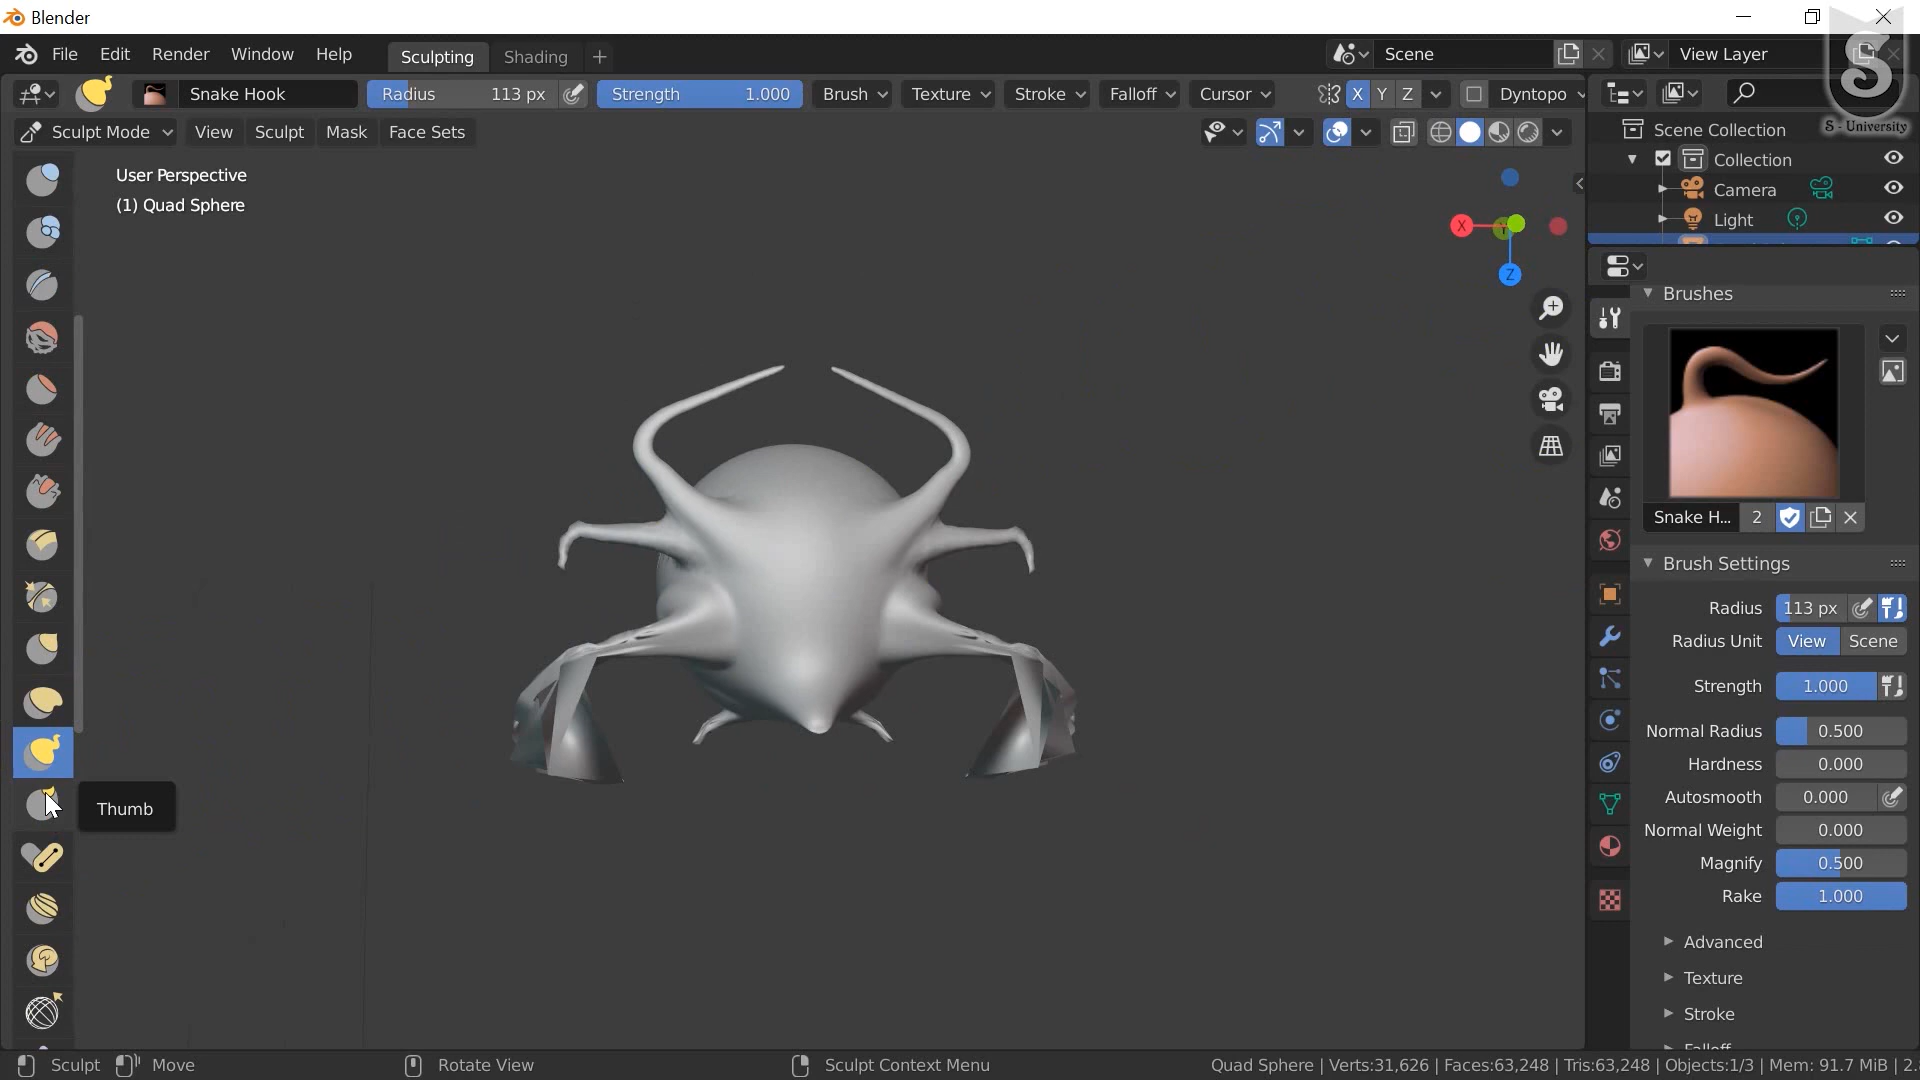 Blender
File Edit Render Window Help Sculpting Shading + Scene View Layer
Snake Hook Radius 113 px Strength 1.000 Brush Texture Stroke Falloff Cursor X Y Z Dyntopo
S - University
Sculpt Mode View Sculpt Mask Face Sets
Scene Collection
Collection
Camera
Light
User Perspective
(1) Quad Sphere
X
Y
Z
Brushes
Snake H... 2
Brush Settings
Radius 113 px
Radius Unit View Scene
Strength 1.000
Normal Radius 0.500
Hardness 0.000
Autosmooth 0.000
Normal Weight 0.000
Magnify 0.500
Rake 1.000
Advanced
Texture
Stroke
Falloff
Thumb
Sculpt Move Rotate View Sculpt Context Menu Quad Sphere | Verts:31,626 | Faces:63,248 | Tris:63,248 | Objects:1/3 | Mem: 91.7 MiB | 2.